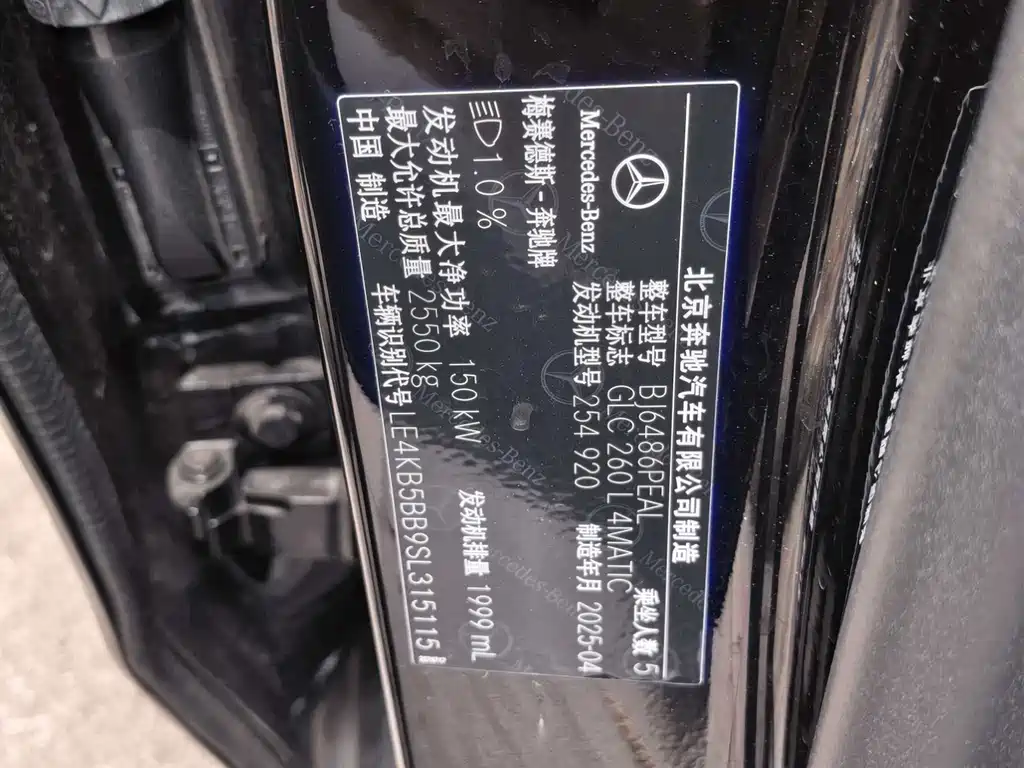 北京奔驰汽车有限公司制造
Mercedes-Benz
梅赛德斯-奔驰牌
整车型号 BJ6486PEAL 乘坐人数 5
整车标志 GLC 260 L 4MATIC
发动机型号 254 920 制造年月 2025-04
1.0 %
发动机最大净功率 150 kW 发动机排量 1999 mL
最大允许总质量 2550 kg
中国 制造 车辆识别代号 LE4KB5BB9SL315115